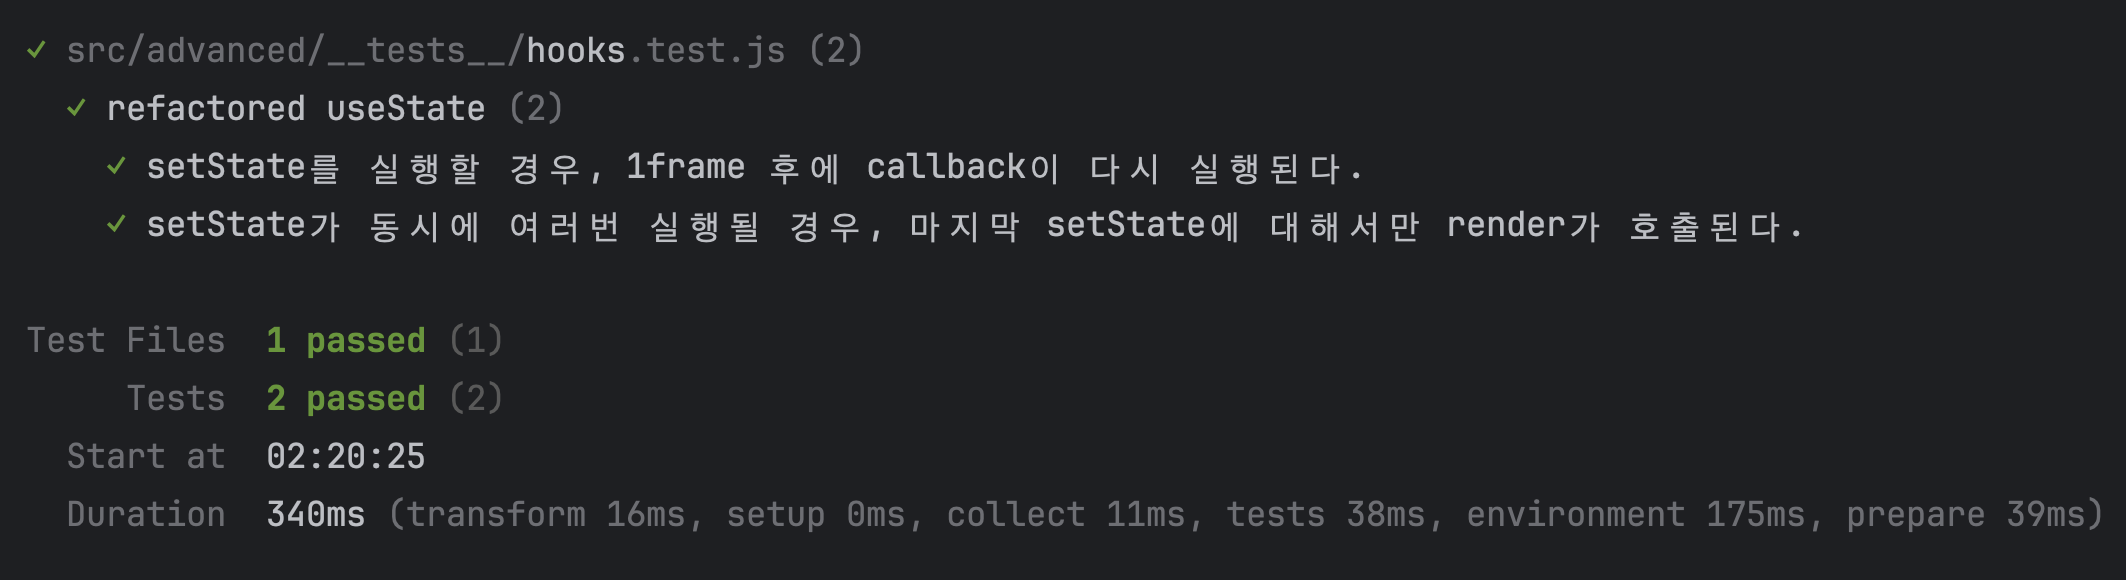 ✓ src/advanced/__tests__/hooks.test.js (2)
✓ refactored useState (2)
✓ setState를 실행할 경우, 1frame 후에 callback이 다시 실행된다.
✓ setState가 동시에 여러번 실행될 경우, 마지막 setState에 대해서만 render가 호출된다.
Test Files 1 passed (1)
Tests 2 passed (2)
Start at 02:20:25
Duration 340ms (transform 16ms, setup 0ms, collect 11ms, tests 38ms, environment 175ms, prepare 39ms)